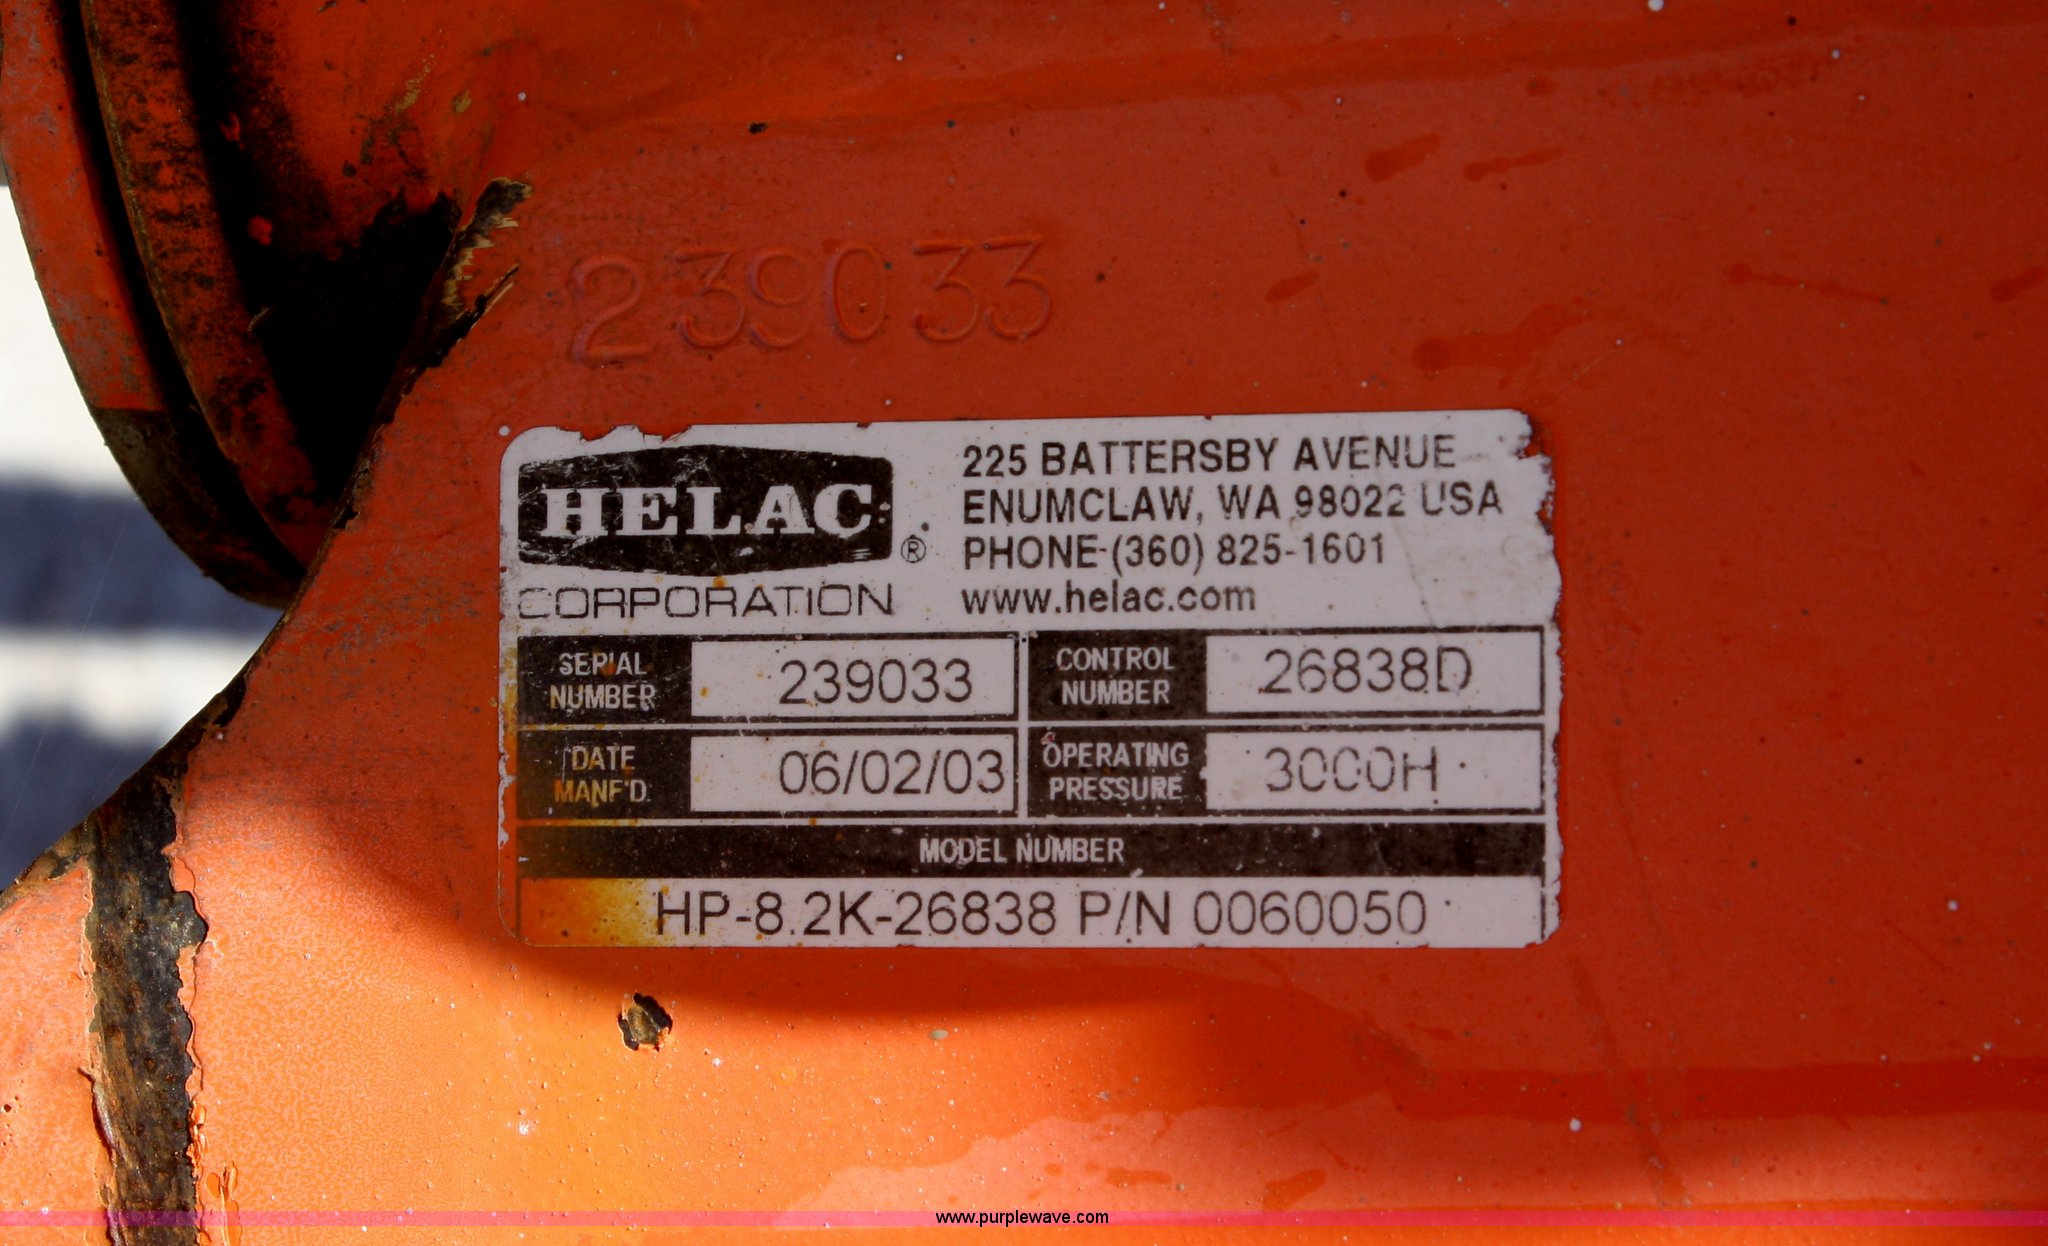 239033
HELAC ®
CORPORATION
225 BATTERSBY AVENUE
ENUMCLAW, WA 98022 USA
PHONE (360) 825-1601
www.helac.com
SERIAL NUMBER 239033
CONTROL NUMBER 26838D
DATE MANF'D. 06/02/03
OPERATING PRESSURE 3000H
MODEL NUMBER
HP-8.2K-26838 P/N 0060050
www.purplewave.com